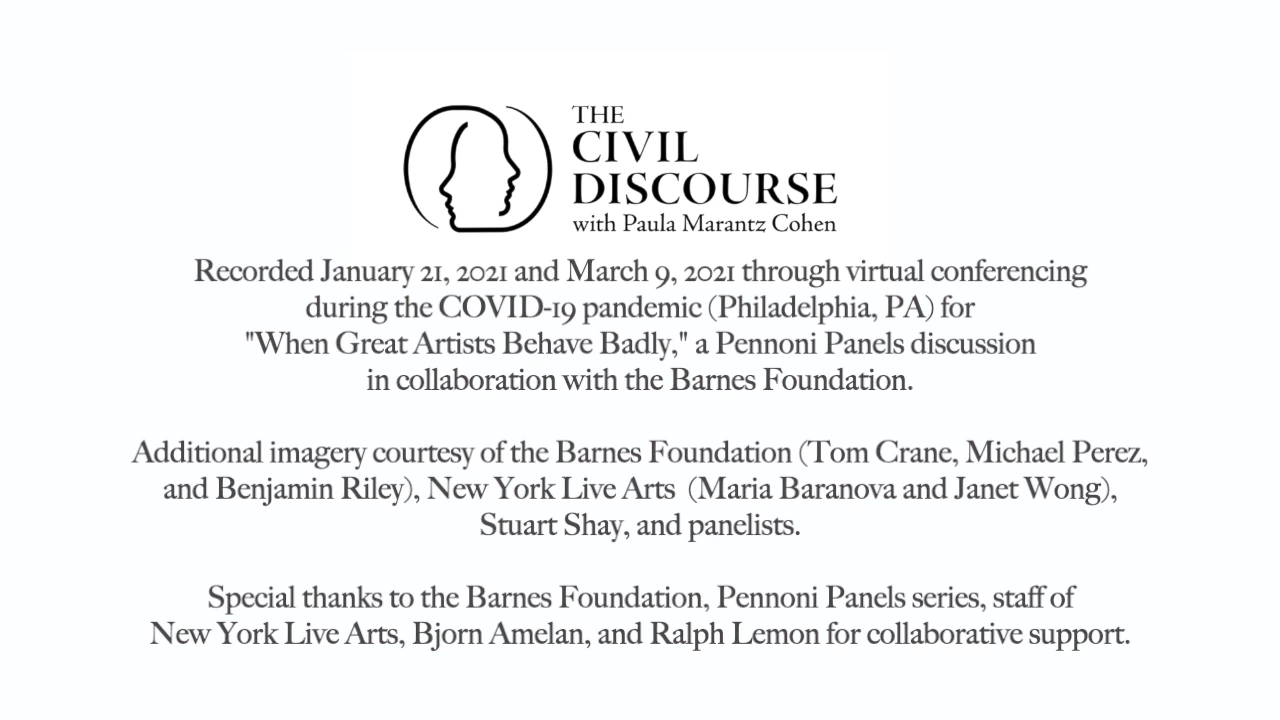 THE
CIVIL
DISCOURSE
with Paula Marantz Cohen
Recorded January 21, 2021 and March 9, 2021 through virtual conferencing
during the COVID-19 pandemic (Philadelphia, PA) for
"When Great Artists Behave Badly," a Pennoni Panels discussion
in collaboration with the Barnes Foundation.
Additional imagery courtesy of the Barnes Foundation (Tom Crane, Michael Perez,
and Benjamin Riley), New York Live Arts (Maria Baranova and Janet Wong),
Stuart Shay, and panelists.
Special thanks to the Barnes Foundation, Pennoni Panels series, staff of
New York Live Arts, Bjorn Amelan, and Ralph Lemon for collaborative support.